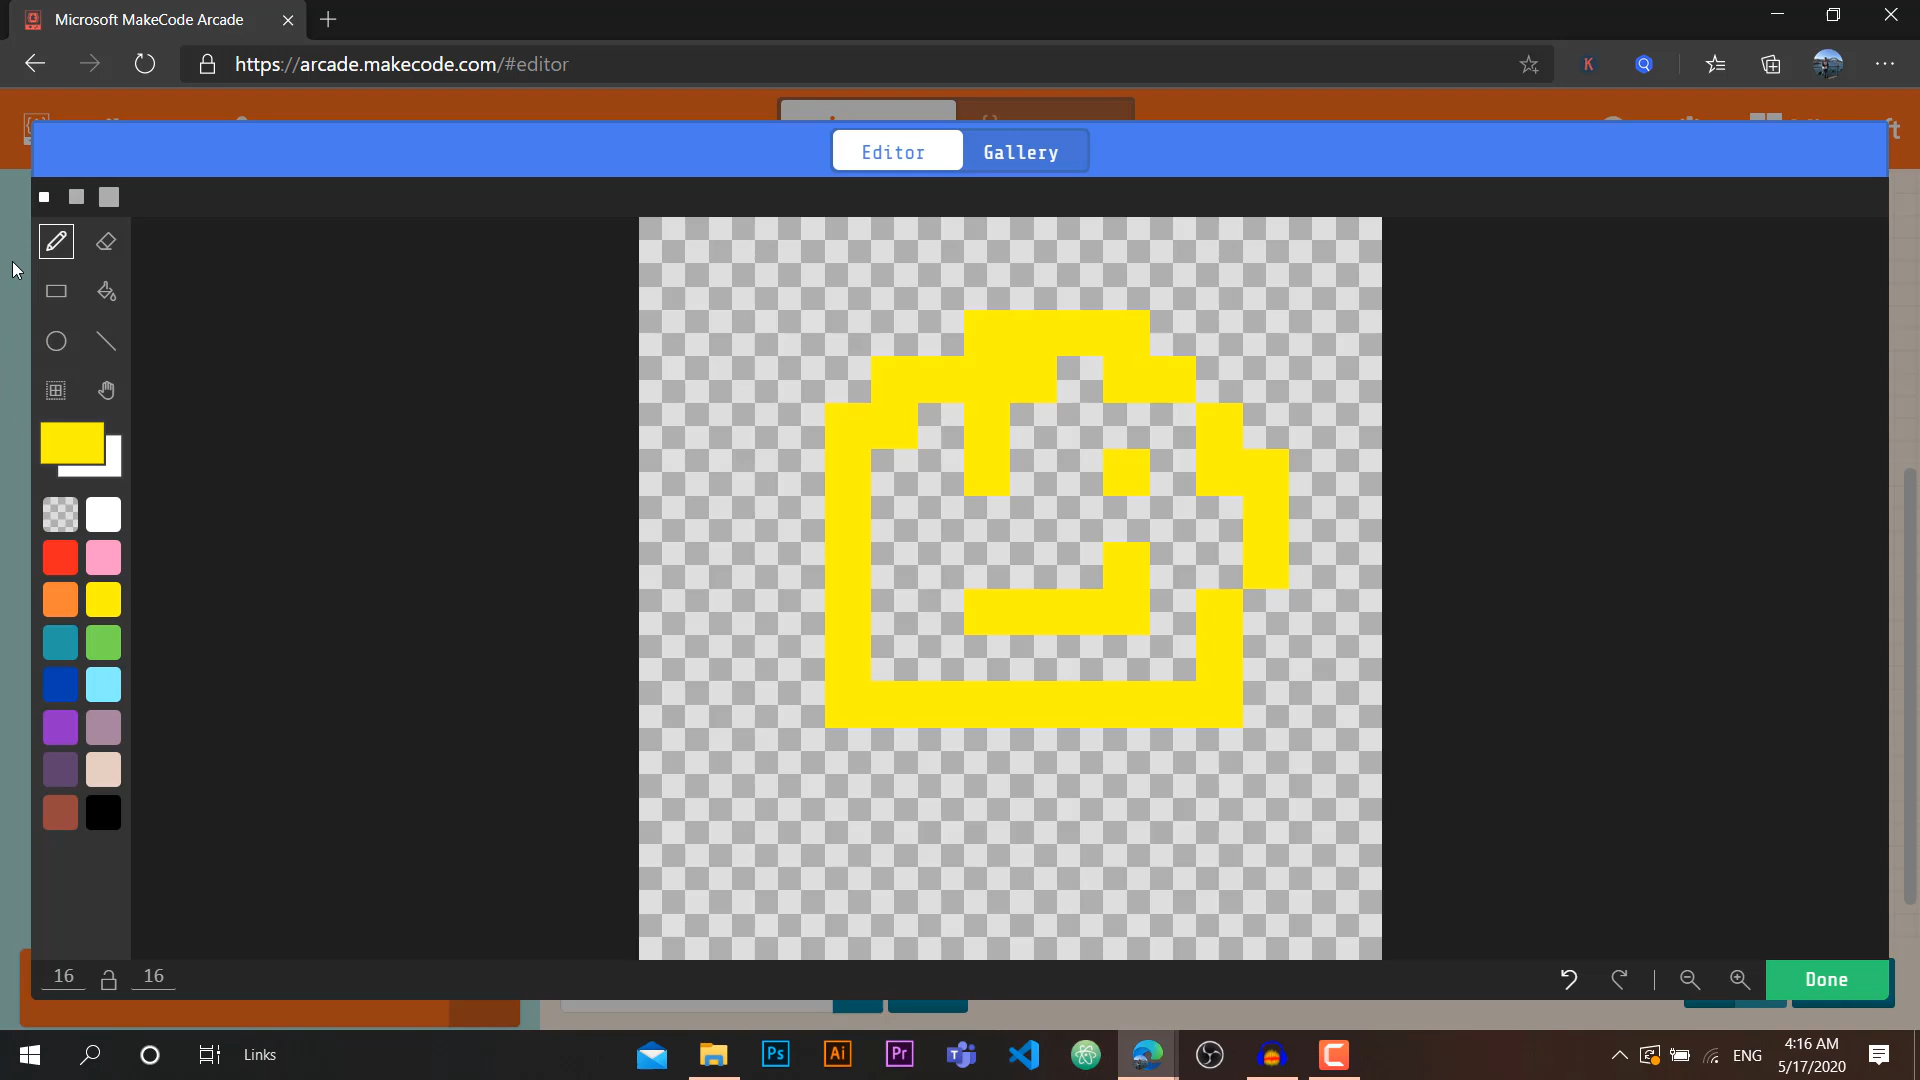 Microsoft MakeCode Arcade
https://arcade.makecode.com/#editor
K
Editor
Gallery
16
16
Done
Links
Ps
Ai
Pr
ENG
4:16 AM
5/17/2020